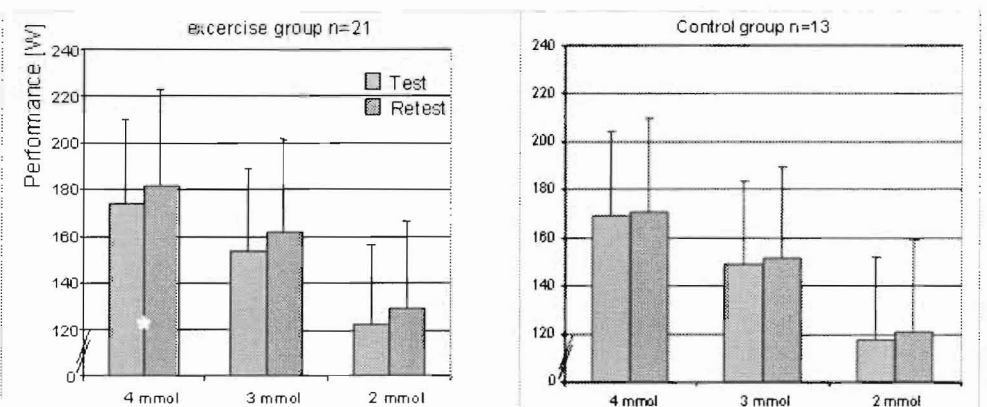 excercise group n=21
Performance [W]
240
220
200
180
160
140
120
0
Test
Retest
4 mmol
3 mmol
2 mmol
Control group n=13
240
220
200
180
160
140
120
0
4 mmol
3 mmol
2 mmol